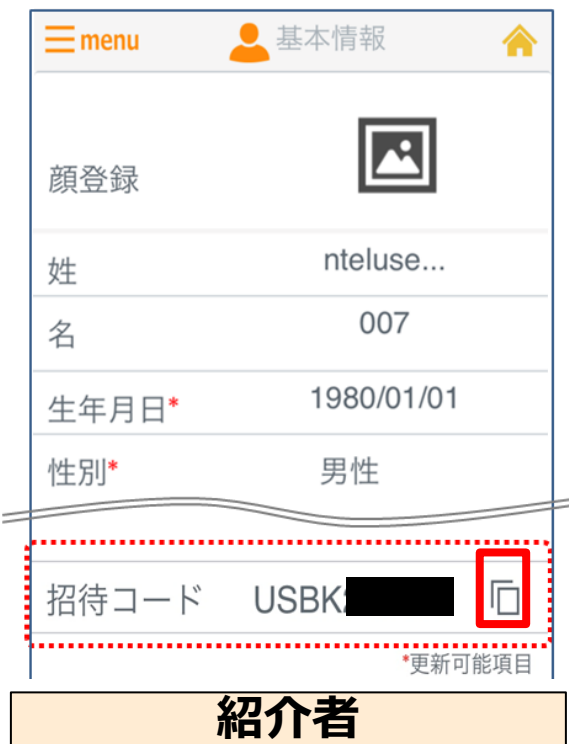 menu 基本情報
顔登録
姓 nteluse...
名 007
生年月日* 1980/01/01
性別* 男性
招待コード USBK
*更新可能項目
紹介者